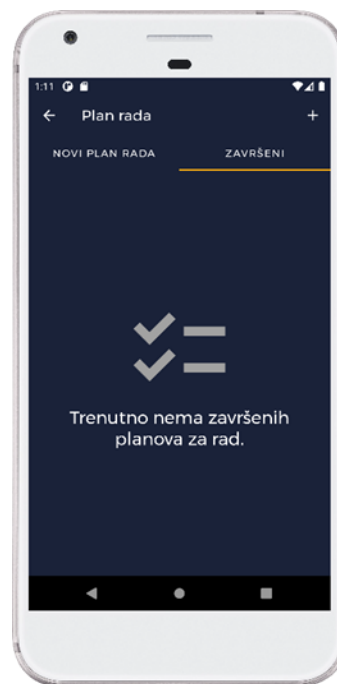 1:11
Plan rada
NOVI PLAN RADA
ZAVRŠENI
Trenutno nema završenih
planova za rad.